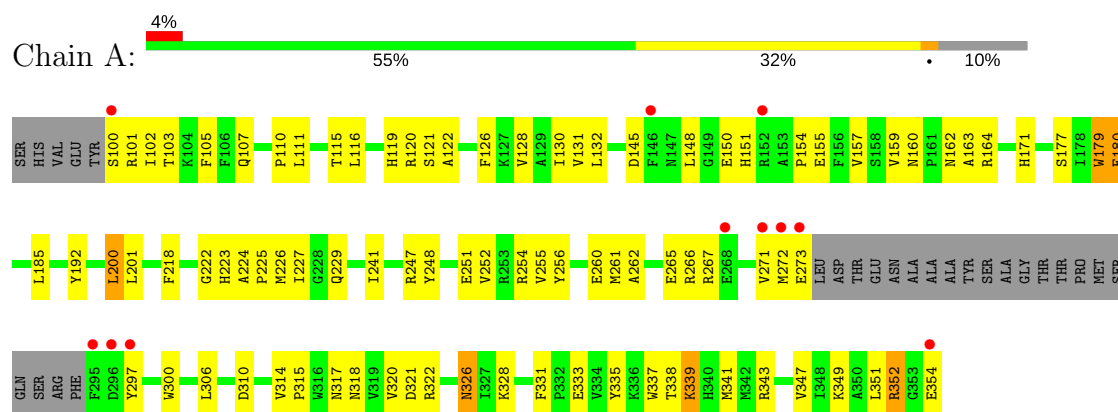 4%
Chain A:
55% 32% • 10%
SER HIS VAL GLU TYR S100 R101 I102 T103 K104 F105 F106 Q107 P110 L111 T115 L116 H119 R120 S121 A122 F126 K127 V128 A129 I130 V131 L132 D145 F146 N147 L148 G149 E150 H151 R152 A153 P154 E155 F156 V157 S158 V159 N160 P161 N162 A163 R164 H171 S177 I178 W179
L185 Y192 L200 L201 F218 G222 H223 A224 P225 M226 I227 G228 Q229 I241 R247 Y248 E251 V252 R253 R254 V255 Y256 E260 M261 A262 E265 R266 R267 E268 V271 M272 E273 LEU ASP THR GLU ASN ALA ALA ALA ALA TYR SER ALA GLY THR THR PRO MET SER
GLN SER ARG PHE F295 D296 Y297 W300 L306 D310 V314 P315 W316 N317 N318 V319 V320 D321 R322 N326 I327 K328 F331 P332 E333 V334 Y335 K336 W337 T338 K339 H340 M341 M342 R343 V347 I348 K349 A350 L351 R352 G353 E354